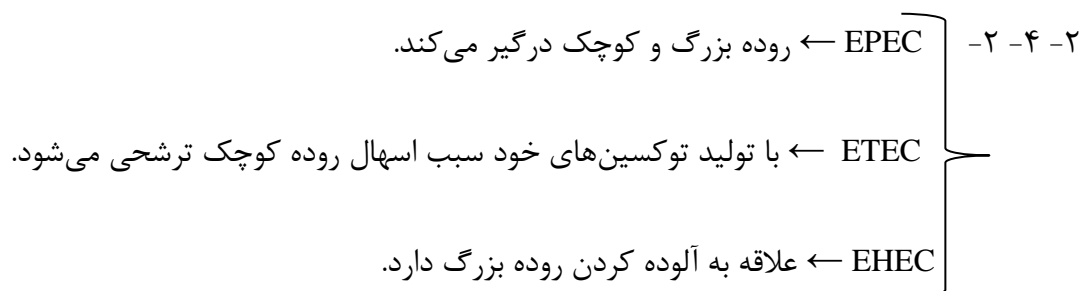 ۲- ۴- ۲- EPEC ← روده بزرگ و کوچک درگیر می‌کند.
ETEC ← با تولید توکسین‌های خود سبب اسهال روده کوچک ترشحی می‌شود.
EHEC ← علاقه به آلوده کردن روده بزرگ دارد.